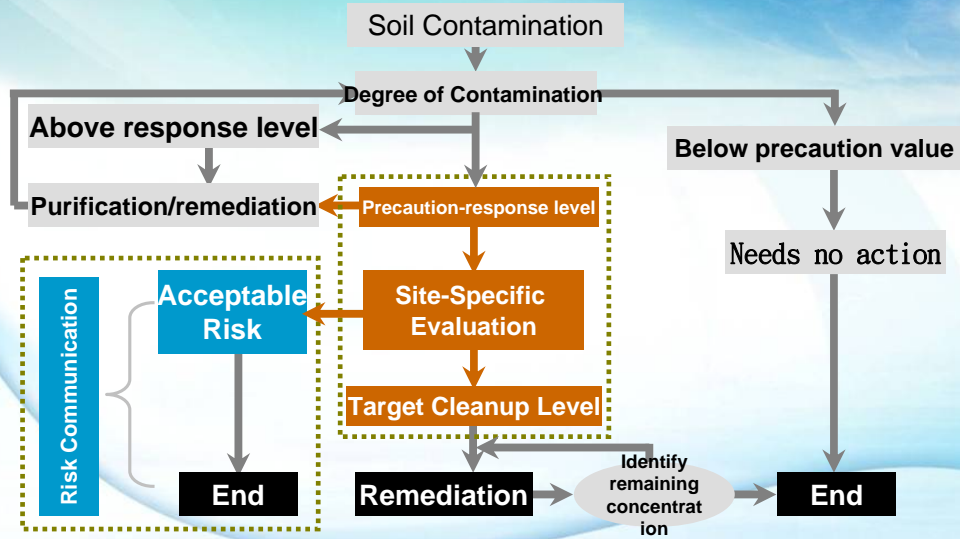 Soil Contamination
Degree of Contamination
Above response level
Below precaution value
Purification/remediation
Precaution-response level
Needs no action
Risk Communication
Acceptable
Risk
Site-Specific
Evaluation
Target Cleanup Level
End
Remediation
Identify
remaining
concentrat
ion
End